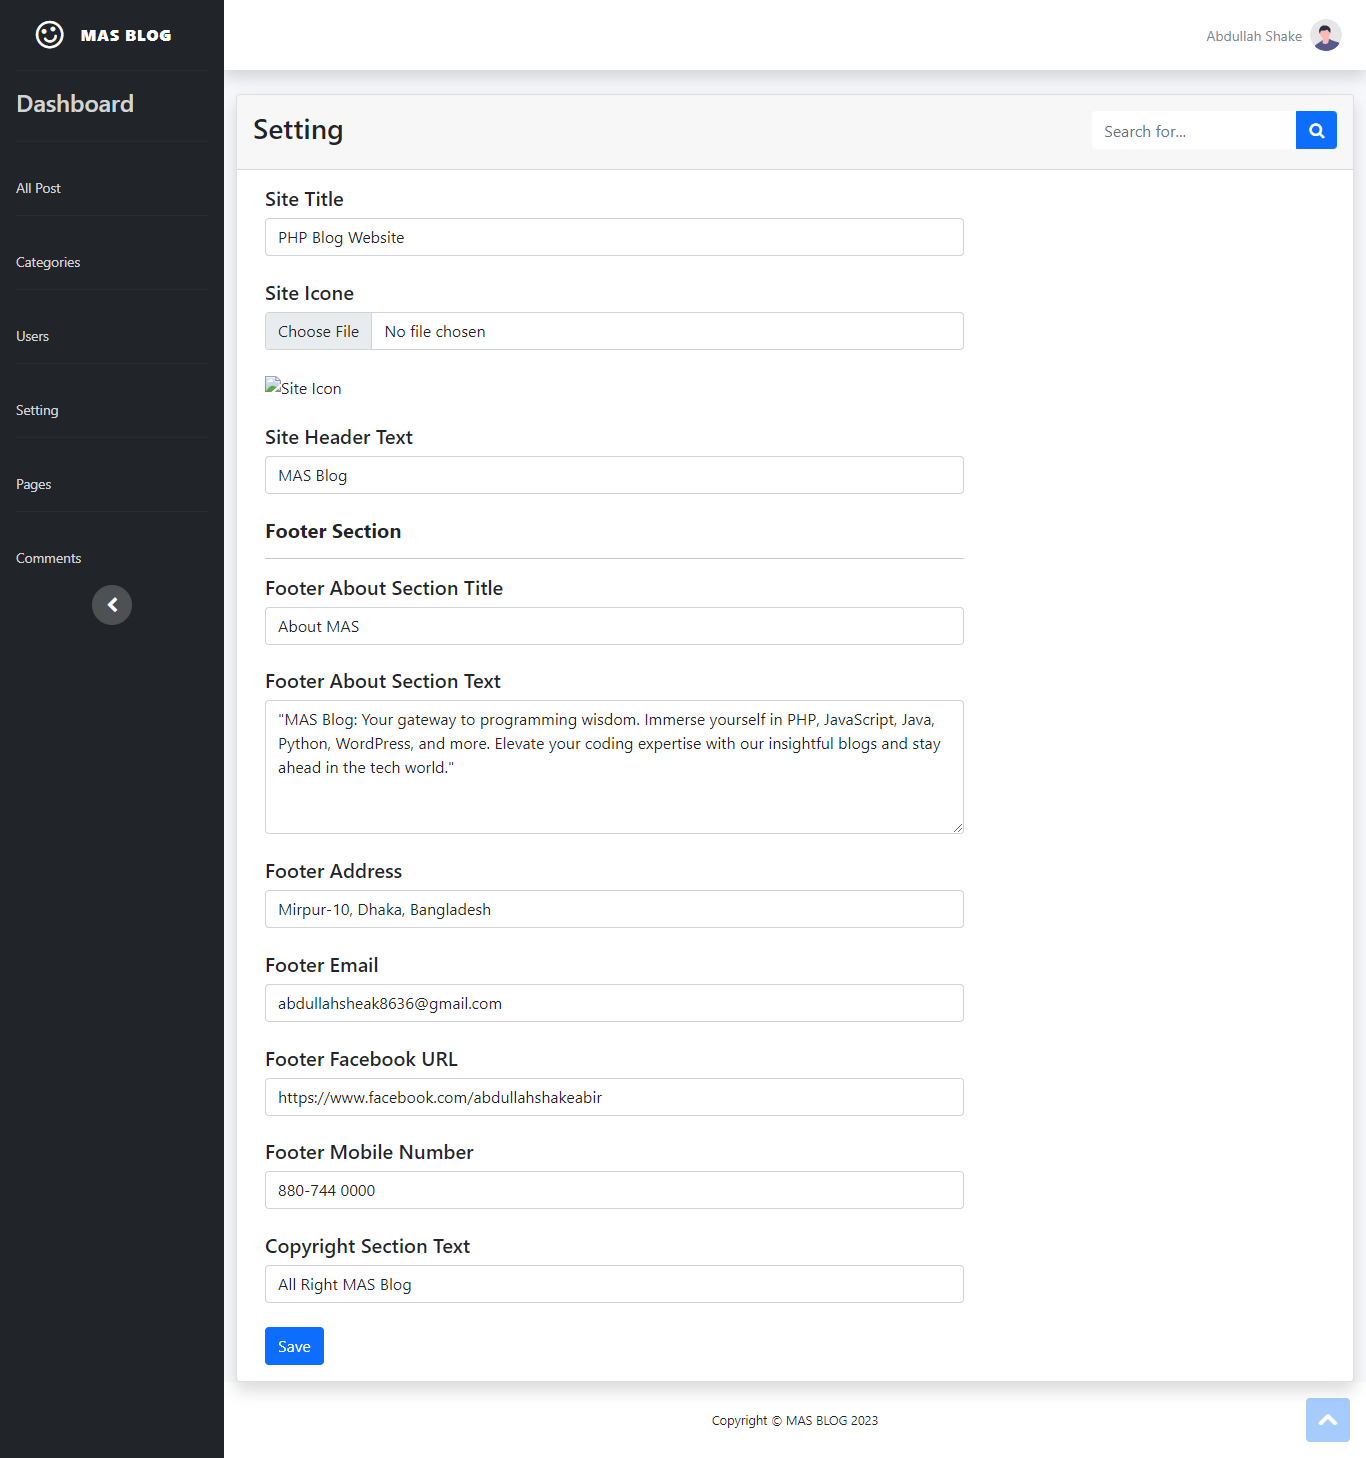 MAS BLOG
Dashboard
All Post
Categories
Users
Setting
Pages
Comments
Abdullah Shake
Setting
Search for...
Site Title
PHP Blog Website
Site Icone
Choose File No file chosen
Site Icon
Site Header Text
MAS Blog
Footer Section
Footer About Section Title
About MAS
Footer About Section Text
"MAS Blog: Your gateway to programming wisdom. Immerse yourself in PHP, JavaScript, Java,
Python, WordPress, and more. Elevate your coding expertise with our insightful blogs and stay
ahead in the tech world."
Footer Address
Mirpur-10, Dhaka, Bangladesh
Footer Email
abdullahsheak8636@gmail.com
Footer Facebook URL
https://www.facebook.com/abdullahshakeabir
Footer Mobile Number
880-744 0000
Copyright Section Text
All Right MAS Blog
Save
Copyright © MAS BLOG 2023